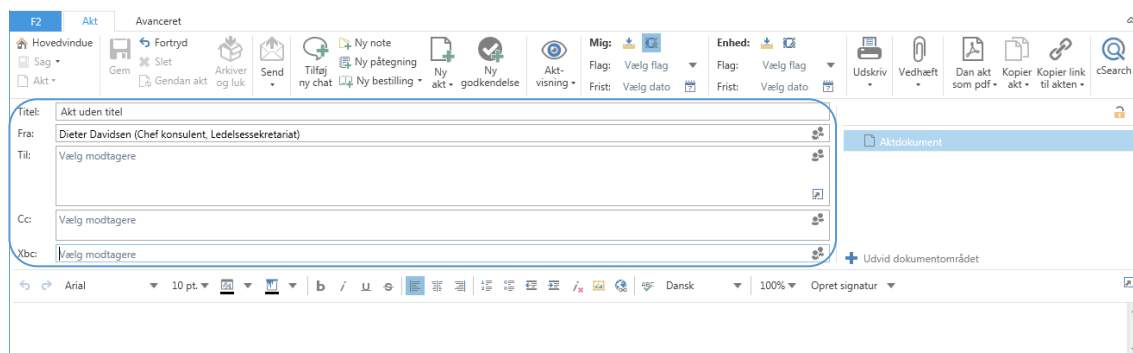 F2 Akt Avanceret
Hovedvindue Fortryd Ny note Mig: Enhed:
Sag Slet Ny påtegning Flag: Vælg flag Flag: Vælg flag
Akt Gendan akt Ny bestilling Frist: Vælg dato Frist: Vælg dato
Gem Arkiver og luk Send Tilføj ny chat Ny akt Ny godkendelse Akt-visning Udskriv Vedhæft Dan akt som pdf Kopier akt Kopier link til akten cSearch
Titel: Akt uden titel
Fra: Dieter Davidsen (Chef konsulent, Ledelsessekretariat)
Aktdokument
Til: Vælg modtagere
Cc: Vælg modtagere
Xbc: Vælg modtagere
Udvid dokumentområdet
Arial 10 pt. b i u Dansk 100% Opret signatur